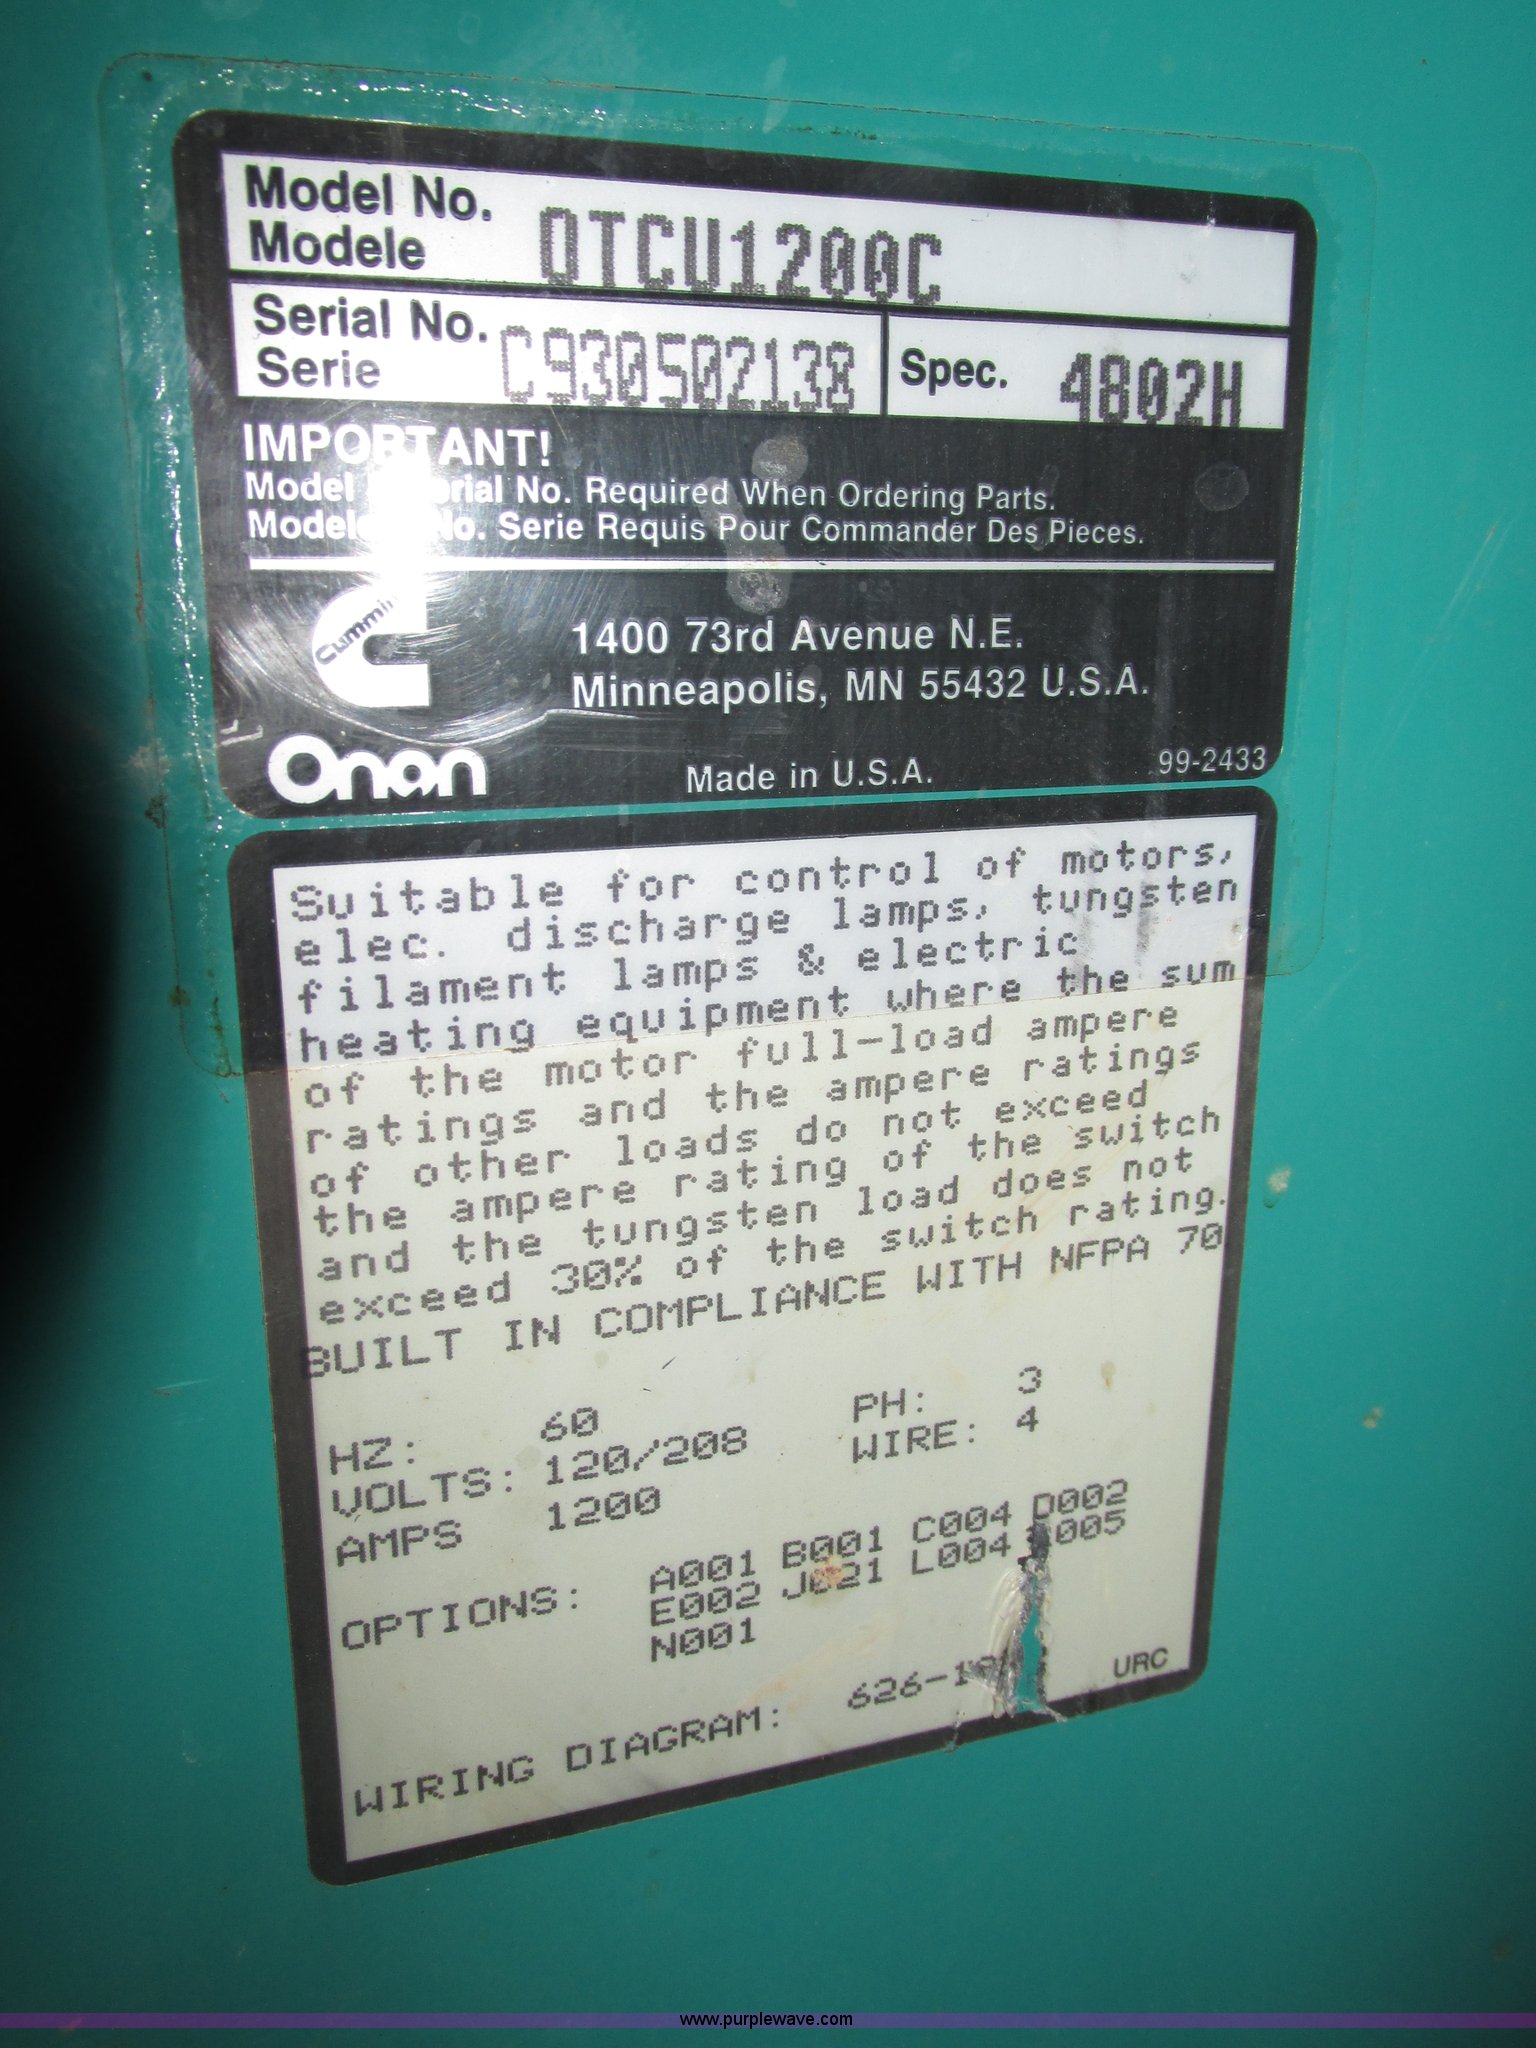 Model No.
Modele
OTCU1200C
Serial No.
Serie
C930502138
Spec.
4802H
IMPORTANT!
Model Serial No. Required When Ordering Parts.
Modele No. Serie Requis Pour Commander Des Pieces.
Cummins
1400 73rd Avenue N.E.
Minneapolis, MN 55432 U.S.A.
Onan
Made in U.S.A.
99-2433
Suitable for control of motors,
elec. discharge lamps, tungsten
filament lamps & electric
heating equipment where the sum
of the motor full-load ampere
ratings and the ampere ratings
of other loads do not exceed
the ampere rating of the switch
and the tungsten load does not
exceed 30% of the switch rating.
BUILT IN COMPLIANCE WITH NFPA 70
HZ: 60 PH: 3
VOLTS: 120/208 WIRE: 4
AMPS 1200
OPTIONS: A001 B001 C004 D002
E002 J021 L004
N001
WIRING DIAGRAM:
URC
www.purplewave.com